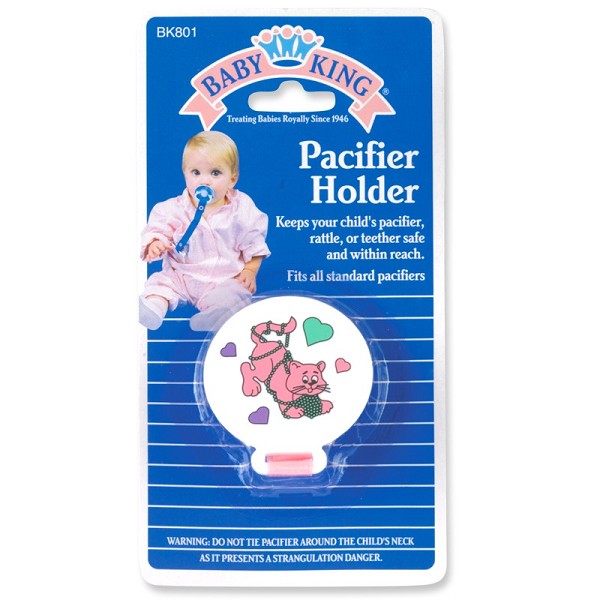 BK801
BABY KING ®
Treating Babies Royally Since 1946
Pacifier
Holder
Keeps your child's pacifier,
rattle, or teether safe
and within reach.
Fits all standard pacifiers
WARNING: DO NOT TIE PACIFIER AROUND THE CHILD'S NECK
AS IT PRESENTS A STRANGULATION DANGER.